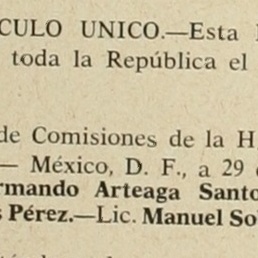 CULO UNICO.—Esta
toda la República el
de Comisiones de la H
— México, D. F., a 29
rmando Arteaga Santo
s Pérez.—Lic. Manuel So